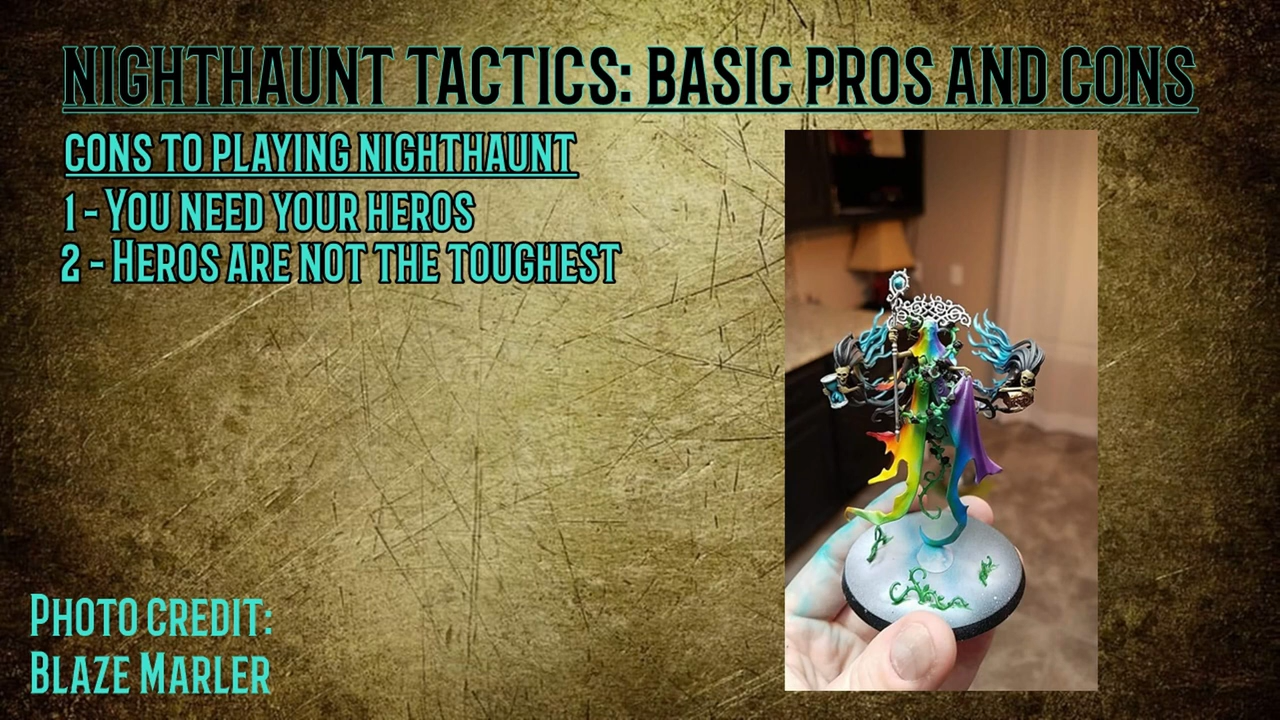 Nighthaunt Tactics: Basic Pros and Cons
Cons to Playing Nighthaunt
1 - You need your heros
2 - Heros are not the toughest
Photo credit:
Blaze Marler